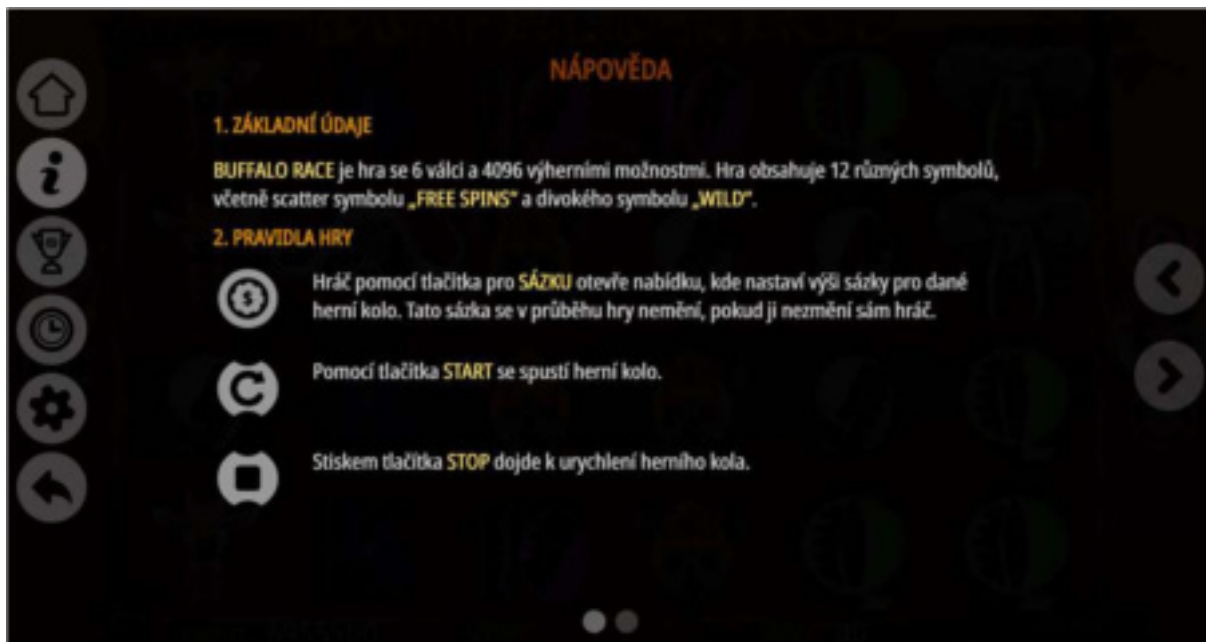 NÁPOVĚDA
1. ZÁKLADNÍ ÚDAJE
BUFFALO RACE je hra se 6 válci a 4096 výherními možnostmi. Hra obsahuje 12 různých symbolů,
včetně scatter symbolu „FREE SPINS" a divokého symbolu „WILD".
2. PRAVIDLA HRY
Hráč pomocí tlačítka pro SÁZKU otevře nabídku, kde nastaví výši sázky pro dané
herní kolo. Tato sázka se v průběhu hry nemění, pokud ji nezmění sám hráč.
Pomocí tlačítka START se spustí herní kolo.
Stiskem tlačítka STOP dojde k urychlení herního kola.